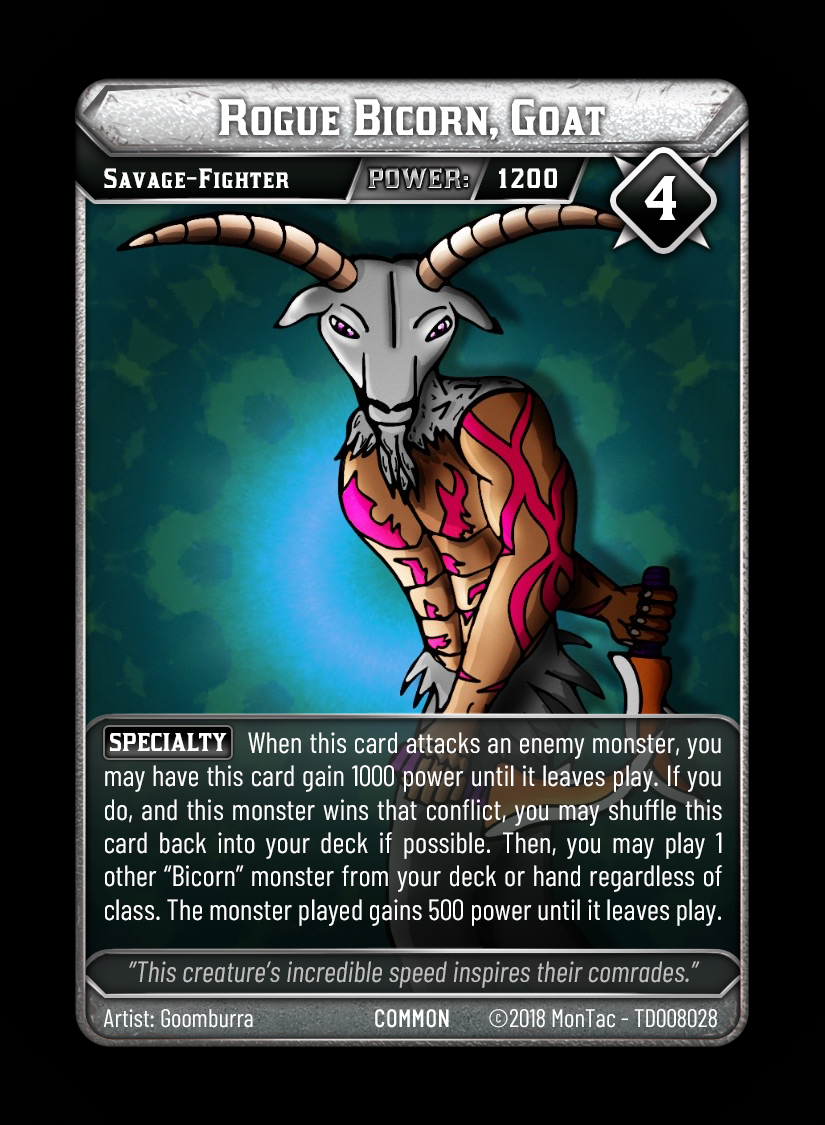 Rogue Bicorn, Goat
Savage-Fighter POWER: 1200
4
SPECIALTY When this card attacks an enemy monster, you
may have this card gain 1000 power until it leaves play. If you
do, and this monster wins that conflict, you may shuffle this
card back into your deck if possible. Then, you may play 1
other “Bicorn” monster from your deck or hand regardless of
class. The monster played gains 500 power until it leaves play.
"This creature's incredible speed inspires their comrades."
Artist: Goomburra COMMON ©2018 MonTac - TD008028